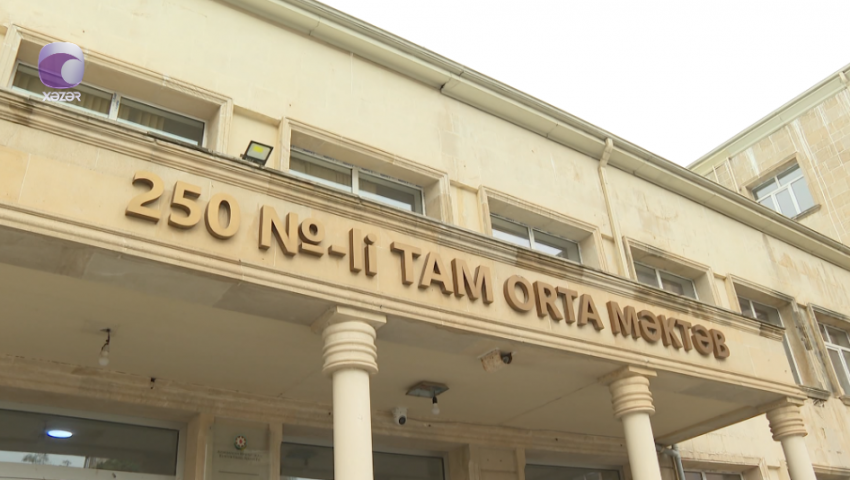 XƏZƏR
250 №-li TAM ORTA MƏKTƏB